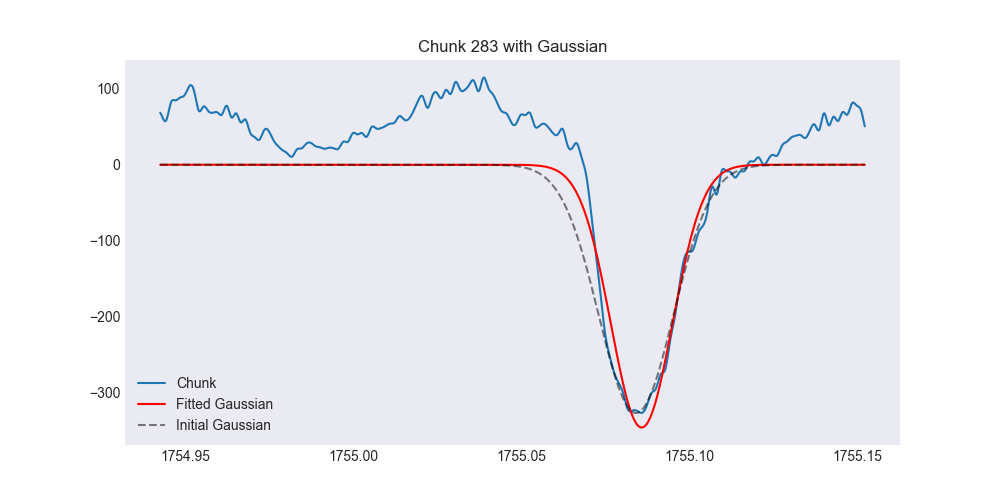 Chunk 283 with Gaussian
100
0
−100
−200
−300
Chunk
Fitted Gaussian
Initial Gaussian
1754.95 1755.00 1755.05 1755.10 1755.15